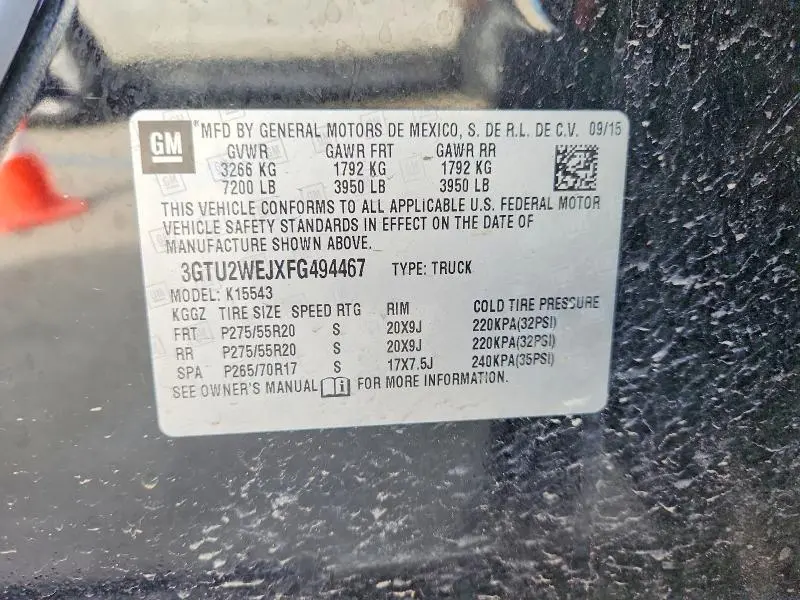 GM
*MFD BY GENERAL MOTORS DE MEXICO, S. DE R.L. DE C.V. 09/15
GVWR GAWR FRT GAWR RR
3266 KG 1792 KG 1792 KG
7200 LB 3950 LB 3950 LB
THIS VEHICLE CONFORMS TO ALL APPLICABLE U.S. FEDERAL MOTOR
VEHICLE SAFETY STANDARDS IN EFFECT ON THE DATE OF
MANUFACTURE SHOWN ABOVE.
3GTU2WEJXFG494467 TYPE: TRUCK
MODEL: K15543
KGGZ TIRE SIZE SPEED RTG RIM COLD TIRE PRESSURE
FRT P275/55R20 S 20X9J 220KPA(32PSI)
RR P275/55R20 S 20X9J 220KPA(32PSI)
SPA P265/70R17 S 17X7.5J 240KPA(35PSI)
SEE OWNER'S MANUAL FOR MORE INFORMATION.